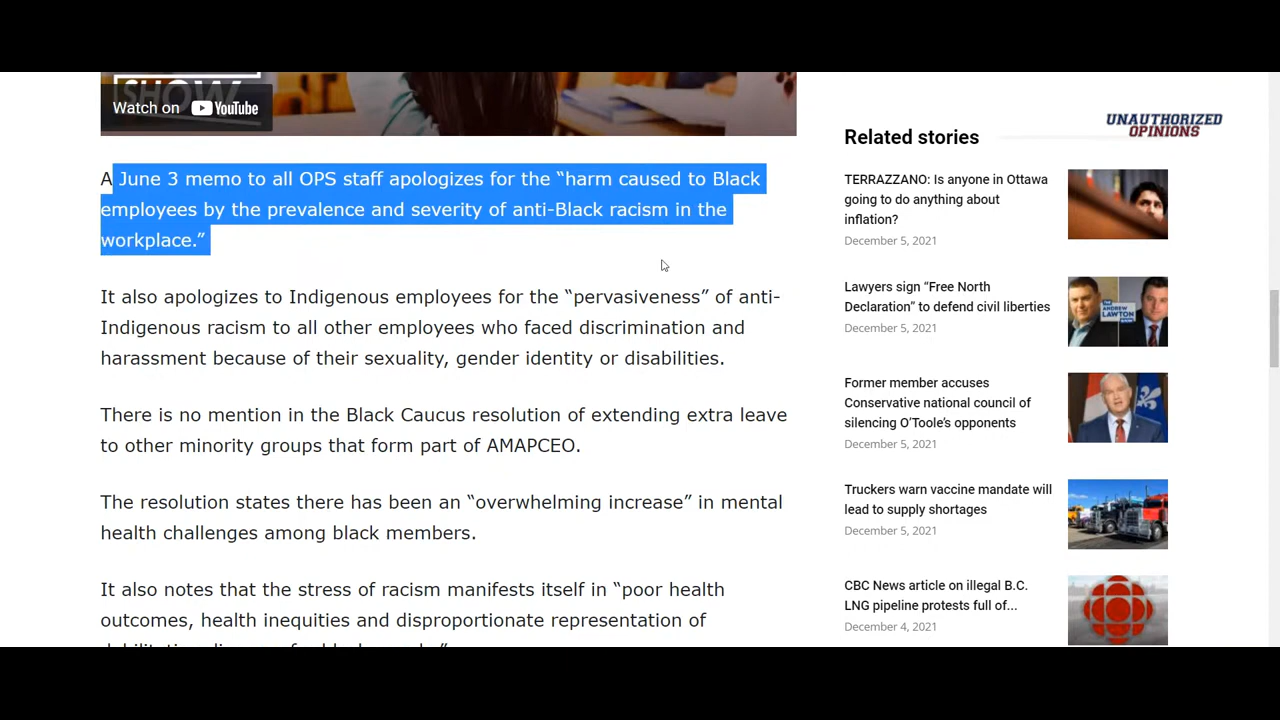 SHOW
Watch on YouTube
A June 3 memo to all OPS staff apologizes for the “harm caused to Black
employees by the prevalence and severity of anti-Black racism in the
workplace.”
It also apologizes to Indigenous employees for the “pervasiveness” of anti-
Indigenous racism to all other employees who faced discrimination and
harassment because of their sexuality, gender identity or disabilities.
There is no mention in the Black Caucus resolution of extending extra leave
to other minority groups that form part of AMAPCEO.
The resolution states there has been an “overwhelming increase” in mental
health challenges among black members.
It also notes that the stress of racism manifests itself in “poor health
outcomes, health inequities and disproportionate representation of
UNAUTHORIZED
OPINIONS
Related stories
TERRAZZANO: Is anyone in Ottawa
going to do anything about
inflation?
December 5, 2021
Lawyers sign “Free North
Declaration” to defend civil liberties
December 5, 2021
THE
ANDREW
LAWTON
SHOW
Former member accuses
Conservative national council of
silencing O’Toole’s opponents
December 5, 2021
Truckers warn vaccine mandate will
lead to supply shortages
December 5, 2021
CBC News article on illegal B.C.
LNG pipeline protests full of...
December 4, 2021